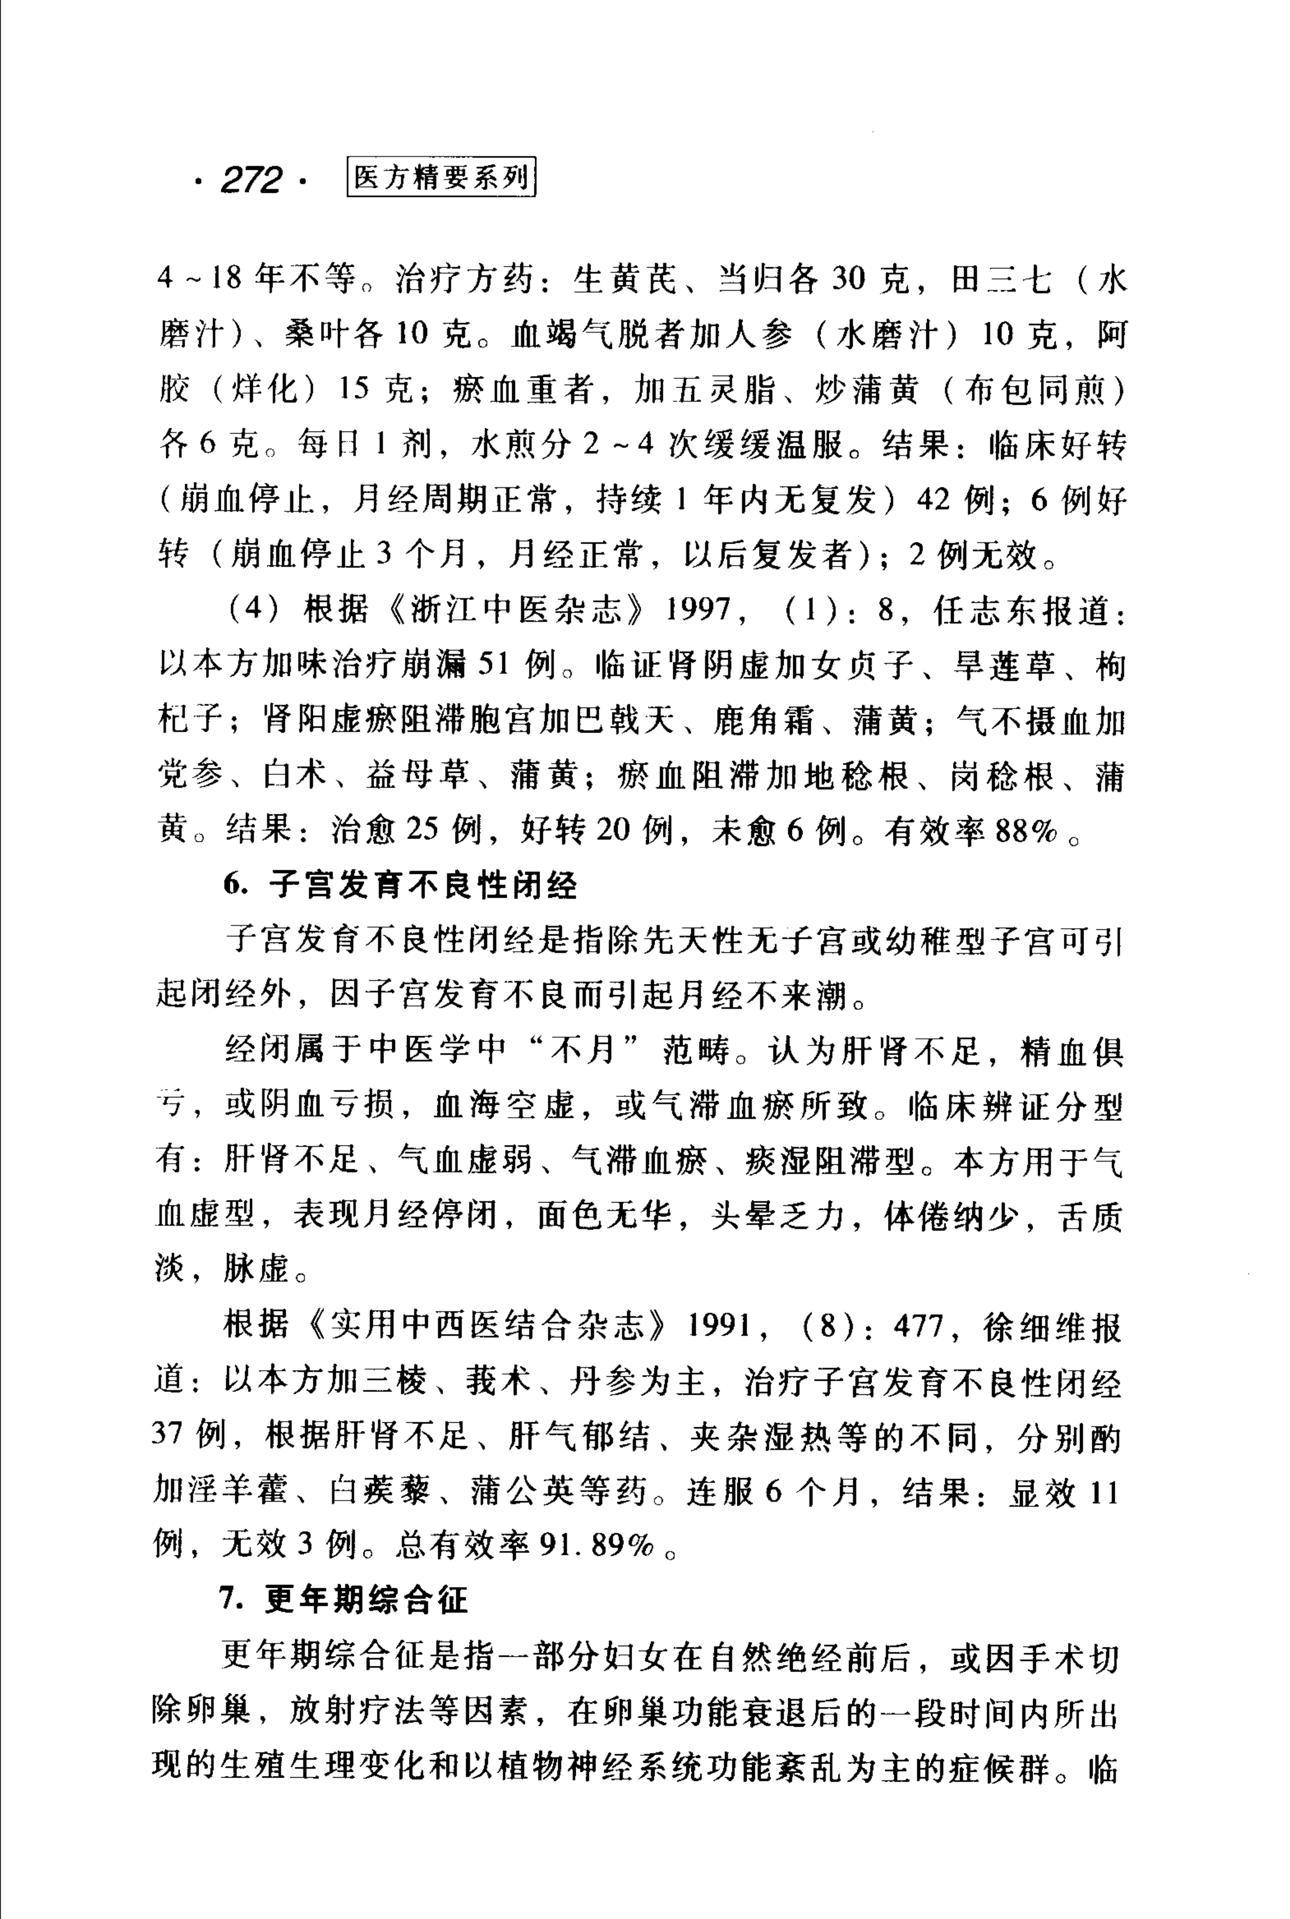 ·272· 医方精要系列
4～18 年不等。治疗方药：生黄芪、当归各 30 克，田三七（水
磨汁）、桑叶各 10 克。血竭气脱者加人参（水磨汁）10 克，阿
胶（烊化）15 克；瘀血重者，加五灵脂、炒蒲黄（布包同煎）
各 6 克。每日 1 剂，水煎分 2～4 次缓缓温服。结果：临床好转
（崩血停止，月经周期正常，持续 1 年内无复发）42 例；6 例好
转（崩血停止 3 个月，月经正常，以后复发者）；2 例无效。
（4）根据《浙江中医杂志》1997，（1）：8，任志东报道：
以本方加味治疗崩漏 51 例。临证肾阴虚加女贞子、旱莲草、枸
杞子；肾阳虚瘀阻滞胞宫加巴戟天、鹿角霜、蒲黄；气不摄血加
党参、白术、益母草、蒲黄；瘀血阻滞加地稔根、岗稔根、蒲
黄。结果：治愈 25 例，好转 20 例，未愈 6 例。有效率 88%。
6. 子宫发育不良性闭经
子宫发育不良性闭经是指除先天性无子宫或幼稚型子宫可引
起闭经外，因子宫发育不良而引起月经不来潮。
经闭属于中医学中“不月”范畴。认为肝肾不足，精血俱
亏，或阴血亏损，血海空虚，或气滞血瘀所致。临床辨证分型
有：肝肾不足、气血虚弱、气滞血瘀、痰湿阻滞型。本方用于气
血虚型，表现月经停闭，面色无华，头晕乏力，体倦纳少，舌质
淡，脉虚。
根据《实用中西医结合杂志》1991，（8）：477，徐细维报
道：以本方加三棱、莪术、丹参为主，治疗子宫发育不良性闭经
37 例，根据肝肾不足、肝气郁结、夹杂湿热等的不同，分别酌
加淫羊藿、白蒺藜、蒲公英等药。连服 6 个月，结果：显效 11
例，无效 3 例。总有效率 91.89%。
7. 更年期综合征
更年期综合征是指一部分妇女在自然绝经前后，或因手术切
除卵巢，放射疗法等因素，在卵巢功能衰退后的一段时间内所出
现的生殖生理变化和以植物神经系统功能紊乱为主的症候群。临